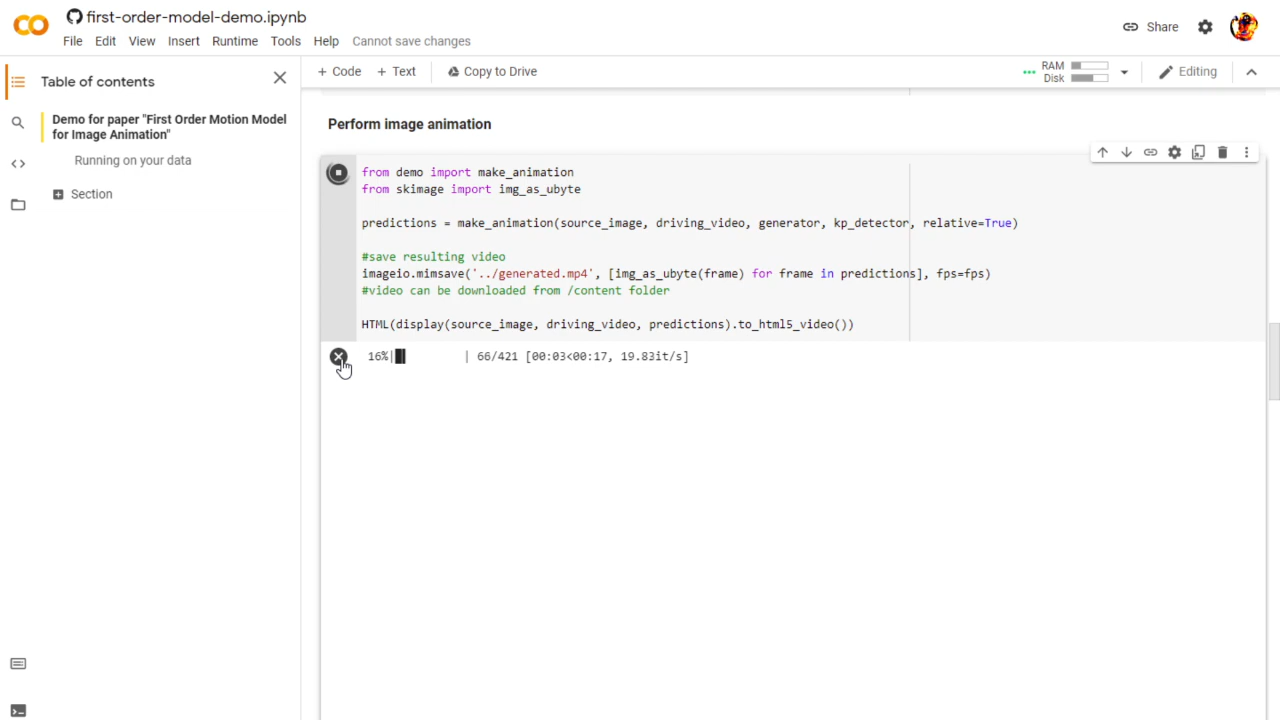 first-order-model-demo.ipynb
File Edit View Insert Runtime Tools Help Cannot save changes
Share
Table of contents
+ Code + Text Copy to Drive
RAM
Disk
Editing
Demo for paper "First Order Motion Model
for Image Animation"
Running on your data
Section
Perform image animation
from demo import make_animation
from skimage import img_as_ubyte
predictions = make_animation(source_image, driving_video, generator, kp_detector, relative=True)
#save resulting video
imageio.mimsave('../generated.mp4', [img_as_ubyte(frame) for frame in predictions], fps=fps)
#video can be downloaded from /content folder
HTML(display(source_image, driving_video, predictions).to_html5_video())
16%|█ | 66/421 [00:03<00:17, 19.83it/s]